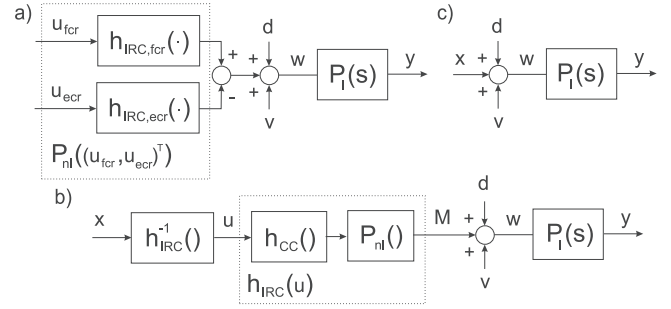 a)
u_fcr
h_IRC,fcr(·)
+
-
u_ecr
h_IRC,ecr(·)
P_nl((u_fcr,u_ecr)^T)
d
+
+
v
w
P_l(s)
y
c)
x
d
+
+
v
w
P_l(s)
y
b)
x
h^-1_IRC()
u
h_CC()
P_nl()
h_IRC(u)
M
d
+
+
v
w
P_l(s)
y